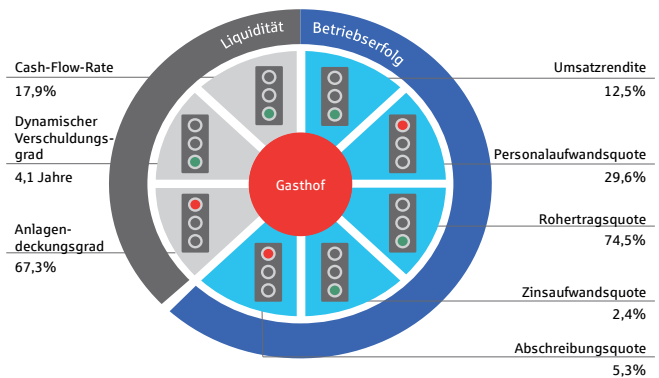 Liquidität
Betriebserfolg
Cash-Flow-Rate
17,9%
Dynamischer
Verschuldungs-
grad
4,1 Jahre
Anlagen-
deckungsgrad
67,3%
Gasthof
Umsatzrendite
12,5%
Personalaufwandsquote
29,6%
Rohertragsquote
74,5%
Zinsaufwandsquote
2,4%
Abschreibungsquote
5,3%